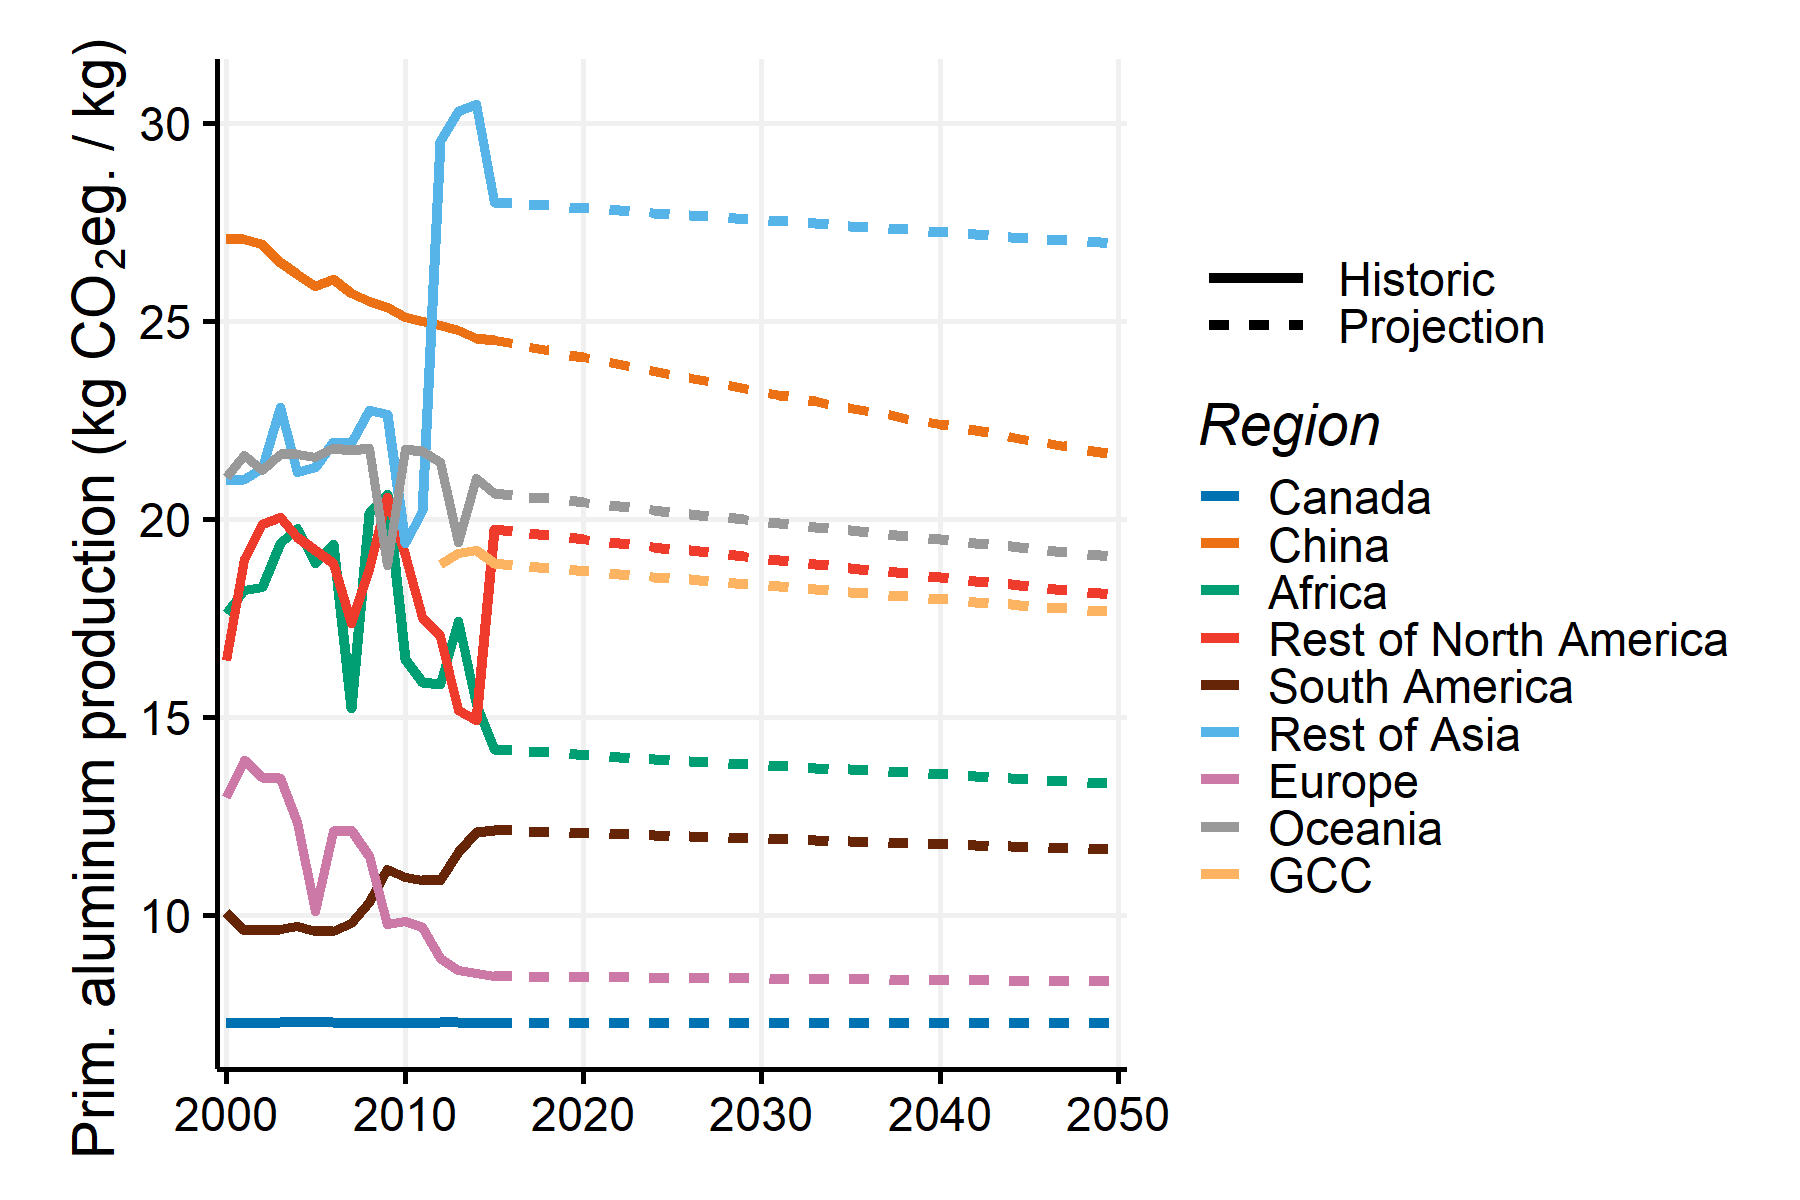 Prim. aluminum production (kg CO₂eg. / kg)
30
25
20
15
10
2000 2010 2020 2030 2040 2050
Historic
Projection
Region
Canada
China
Africa
Rest of North America
South America
Rest of Asia
Europe
Oceania
GCC